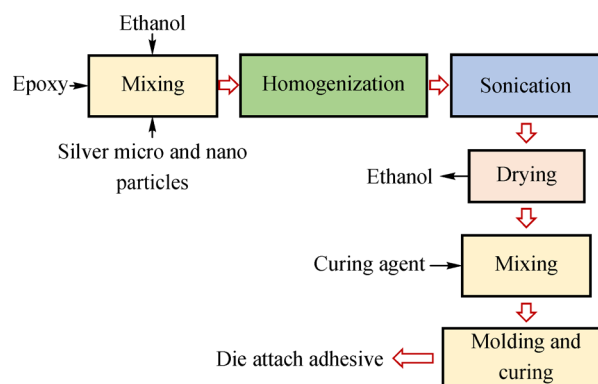 Ethanol
Epoxy
Mixing
Homogenization
Sonication
Silver micro and nano
particles
Ethanol
Drying
Curing agent
Mixing
Die attach adhesive
Molding and
curing